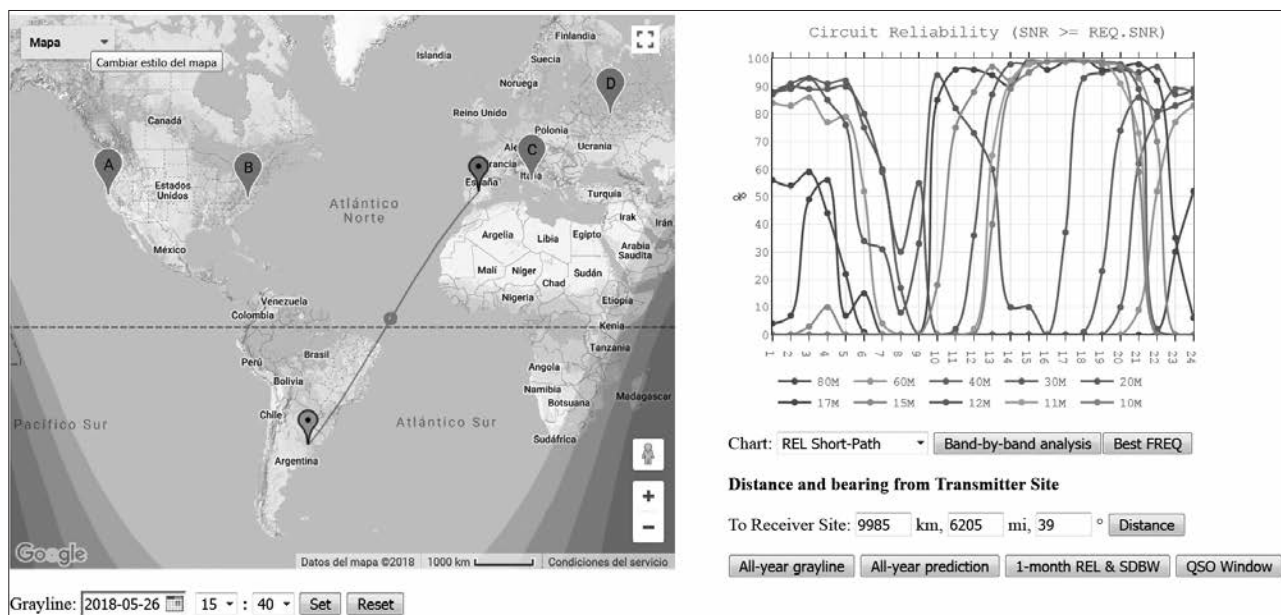 Mapa
Cambiar estilo del mapa
Finlandia
Suecia
Islandia
Noruega
D
Canadá
Reino Unido
Polonia
A
B
C
Ale
Ucrania
Francia
Estados
Unidos
España
Italia
Atlántico
Norte
Turquía
Irak
Irán
México
Argelia
Libia
Egipto
Arabia
Saudita
Malí
Níger
Chad
Sudán
Venezuela
Nigeria
Etiopía
Colombia
Kenia
Tanzania
Perú
Brasil
Angola
Bolivia
Namibia
Botsuana
Madagascar
Chile
Pacífico Sur
Atlántico Sur
Sudáfrica
Argentina
Google
Datos del mapa ©2018
1000 km
Condiciones del servicio
Grayline: 2018-05-26 15 : 40 Set Reset
Circuit Reliability (SNR >= REQ.SNR)
100
90
80
70
60
50
40
30
20
10
0
%
1 2 3 4 5 6 7 8 9 10 11 12 13 14 15 16 17 18 19 20 21 22 23 24
80M 60M 40M 30M 20M
17M 15M 12M 11M 10M
Chart: REL Short-Path Band-by-band analysis Best FREQ
Distance and bearing from Transmitter Site
To Receiver Site: 9985 km, 6205 mi, 39 ° Distance
All-year grayline All-year prediction 1-month REL & SDBW QSO Window